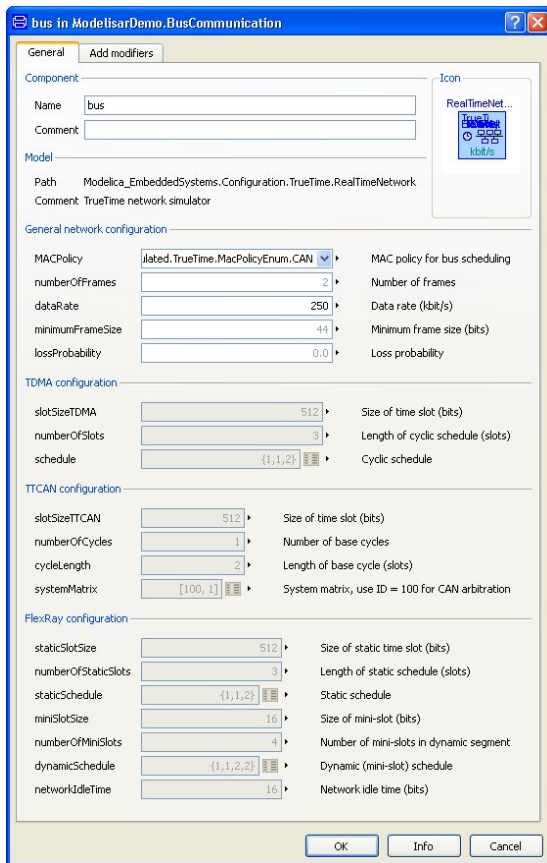 bus in ModelisarDemo.BusCommunication
General Add modifiers
Component
Name bus
Comment
Icon
RealTimeNet...
kbit/s
Model
Path Modelica_EmbeddedSystems.Configuration.TrueTime.RealTimeNetwork
Comment TrueTime network simulator
General network configuration
MACPolicy ulated.TrueTime.MacPolicyEnum.CAN MAC policy for bus scheduling
numberOfFrames 2 Number of frames
dataRate 250 Data rate (kbit/s)
minimumFrameSize 44 Minimum frame size (bits)
lossProbability 0.0 Loss probability
TDMA configuration
slotSizeTDMA 512 Size of time slot (bits)
numberOfSlots 3 Length of cyclic schedule (slots)
schedule {1,1,2} Cyclic schedule
TTCAN configuration
slotSizeTTCAN 512 Size of time slot (bits)
numberOfCycles 1 Number of base cycles
cycleLength 2 Length of base cycle (slots)
systemMatrix [100, 1] System matrix, use ID = 100 for CAN arbitration
FlexRay configuration
staticSlotSize 512 Size of static time slot (bits)
numberOfStaticSlots 3 Length of static schedule (slots)
staticSchedule {1,1,2} Static schedule
miniSlotSize 16 Size of mini-slot (bits)
numberOfMiniSlots 4 Number of mini-slots in dynamic segment
dynamicSchedule {1,1,2,2} Dynamic (mini-slot) schedule
networkIdleTime 16 Network idle time (bits)
OK Info Cancel